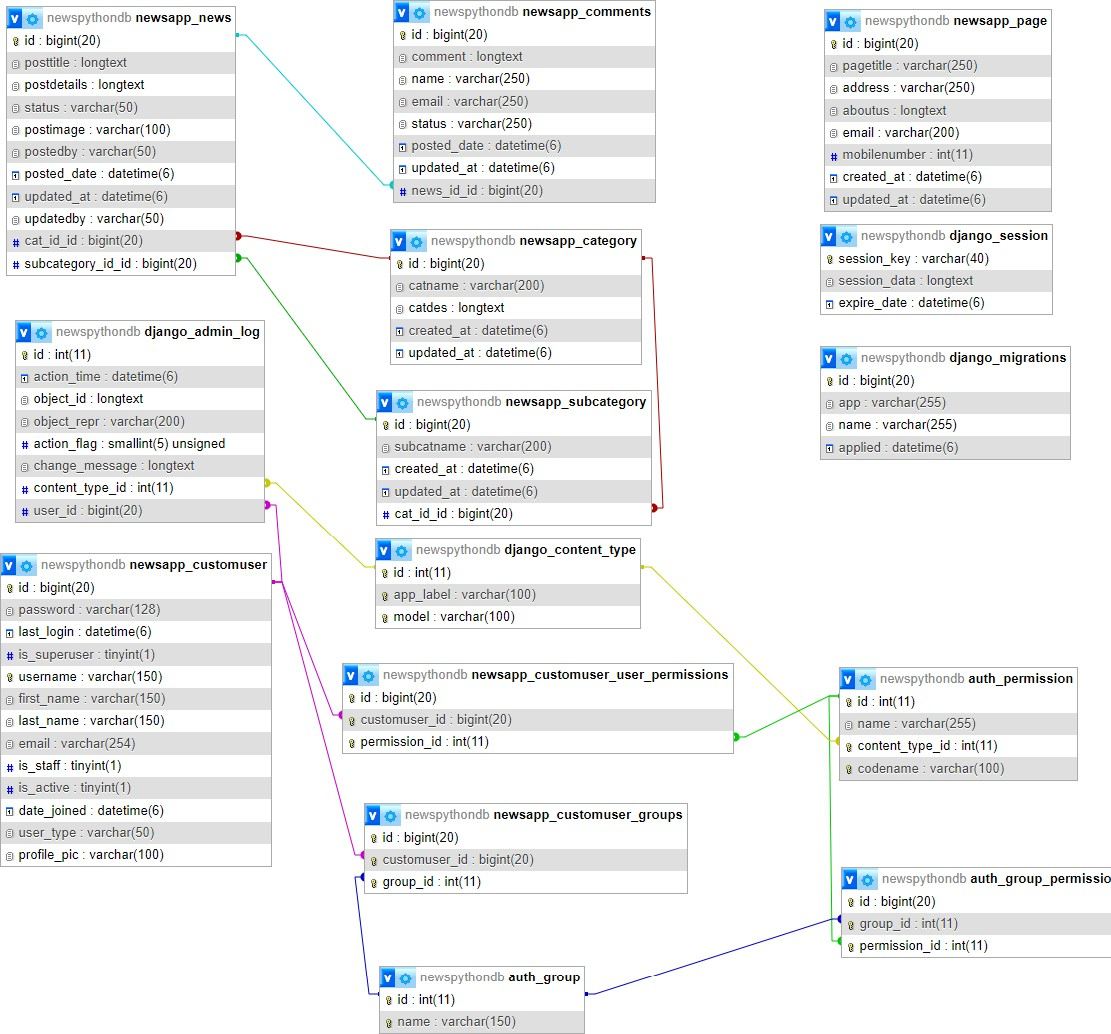 newspythondb newsapp_news
id : bigint(20)
posttitle : longtext
postdetails : longtext
status : varchar(50)
postimage : varchar(100)
postedby : varchar(50)
posted_date : datetime(6)
updated_at : datetime(6)
updatedby : varchar(50)
cat_id_id : bigint(20)
subcategory_id_id : bigint(20)
newspythondb newsapp_comments
id : bigint(20)
comment : longtext
name : varchar(250)
email : varchar(250)
status : varchar(250)
posted_date : datetime(6)
updated_at : datetime(6)
news_id_id : bigint(20)
newspythondb newsapp_page
id : bigint(20)
pagetitle : varchar(250)
address : varchar(250)
aboutus : longtext
email : varchar(200)
mobilenumber : int(11)
created_at : datetime(6)
updated_at : datetime(6)
newspythondb newsapp_category
id : bigint(20)
catname : varchar(200)
catdes : longtext
created_at : datetime(6)
updated_at : datetime(6)
newspythondb django_session
session_key : varchar(40)
session_data : longtext
expire_date : datetime(6)
newspythondb django_admin_log
id : int(11)
action_time : datetime(6)
object_id : longtext
object_repr : varchar(200)
action_flag : smallint(5) unsigned
change_message : longtext
content_type_id : int(11)
user_id : bigint(20)
newspythondb newsapp_subcategory
id : bigint(20)
subcatname : varchar(200)
created_at : datetime(6)
updated_at : datetime(6)
cat_id_id : bigint(20)
newspythondb django_migrations
id : bigint(20)
app : varchar(255)
name : varchar(255)
applied : datetime(6)
newspythondb newsapp_customuser
id : bigint(20)
password : varchar(128)
last_login : datetime(6)
is_superuser : tinyint(1)
username : varchar(150)
first_name : varchar(150)
last_name : varchar(150)
email : varchar(254)
is_staff : tinyint(1)
is_active : tinyint(1)
date_joined : datetime(6)
user_type : varchar(50)
profile_pic : varchar(100)
newspythondb django_content_type
id : int(11)
app_label : varchar(100)
model : varchar(100)
newspythondb newsapp_customuser_user_permissions
id : bigint(20)
customuser_id : bigint(20)
permission_id : int(11)
newspythondb auth_permission
id : int(11)
name : varchar(255)
content_type_id : int(11)
codename : varchar(100)
newspythondb newsapp_customuser_groups
id : bigint(20)
customuser_id : bigint(20)
group_id : int(11)
newspythondb auth_group_permissio
id : bigint(20)
group_id : int(11)
permission_id : int(11)
newspythondb auth_group
id : int(11)
name : varchar(150)